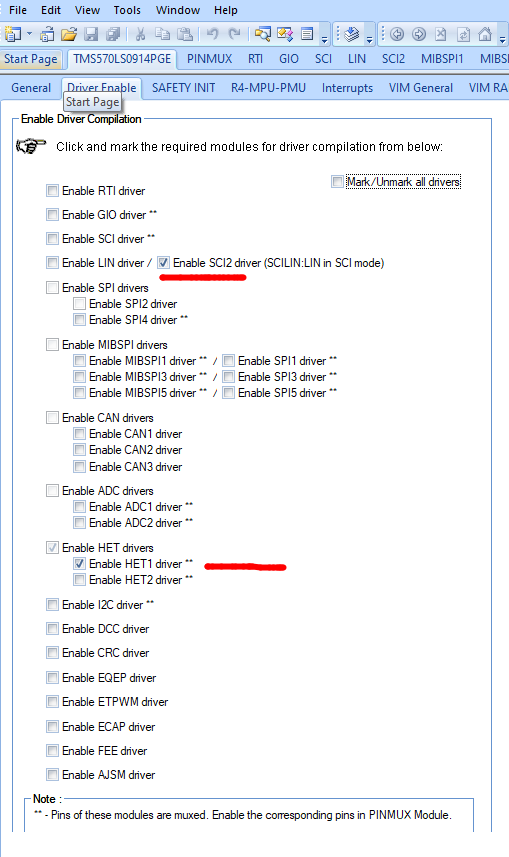 File Edit View Tools Window Help
Start Page TMS570LS0914PGE PINMUX RTI GIO SCI LIN SCI2 MIBSPI1 MIBS
General Driver Enable SAFETY INIT R4-MPU-PMU Interrupts VIM General VIM RA
Start Page
Enable Driver Compilation
Click and mark the required modules for driver compilation from below:
Mark/Unmark all drivers
Enable RTI driver
Enable GIO driver **
Enable SCI driver **
Enable LIN driver / Enable SCI2 driver (SCILIN:LIN in SCI mode)
Enable SPI drivers
Enable SPI2 driver
Enable SPI4 driver **
Enable MIBSPI drivers
Enable MIBSPI1 driver ** / Enable SPI1 driver **
Enable MIBSPI3 driver ** / Enable SPI3 driver **
Enable MIBSPI5 driver ** / Enable SPI5 driver **
Enable CAN drivers
Enable CAN1 driver
Enable CAN2 driver
Enable CAN3 driver
Enable ADC drivers
Enable ADC1 driver **
Enable ADC2 driver **
Enable HET drivers
Enable HET1 driver **
Enable HET2 driver **
Enable I2C driver **
Enable DCC driver
Enable CRC driver
Enable EQEP driver
Enable ETPWM driver
Enable ECAP driver
Enable FEE driver
Enable AJSM driver
Note :
** - Pins of these modules are muxed. Enable the corresponding pins in PINMUX Module.